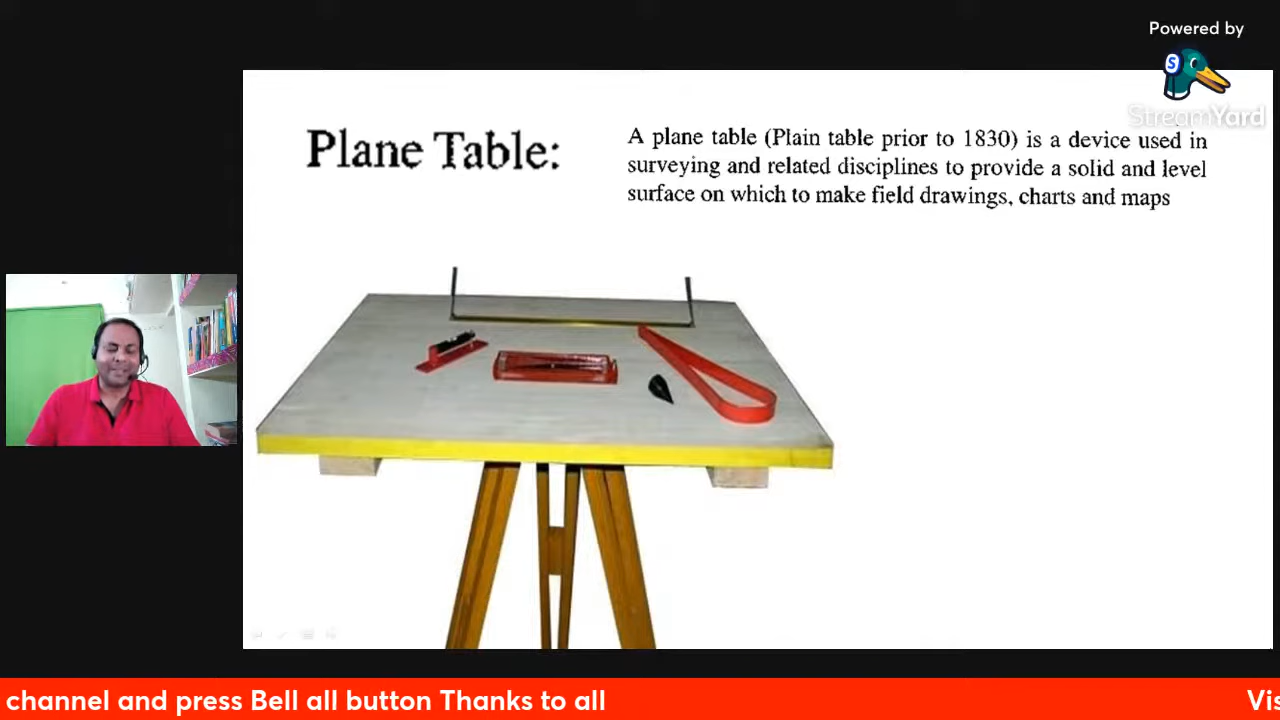 Powered by
S
StreamYard
Plane Table:
A plane table (Plain table prior to 1830) is a device used in
surveying and related disciplines to provide a solid and level
surface on which to make field drawings, charts and maps
channel and press Bell all button Thanks to all
Vis